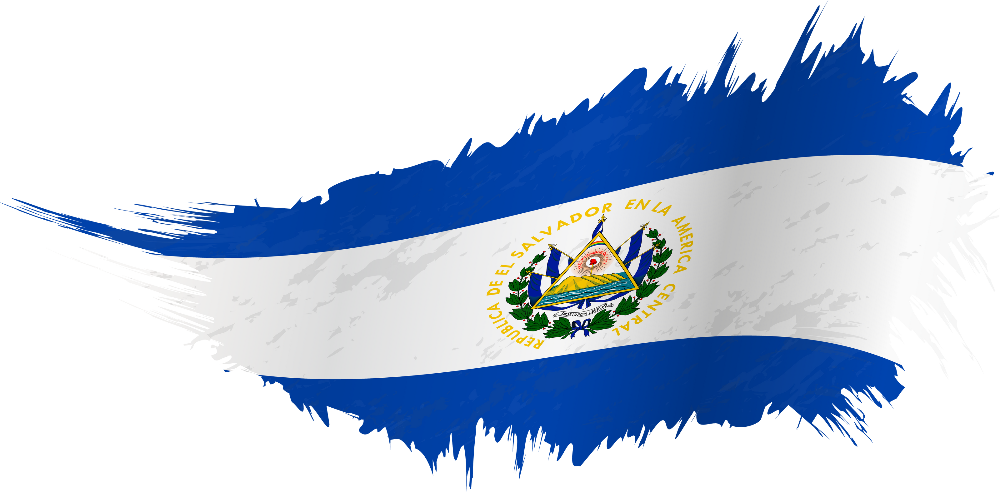 REPUBLICA DE EL SALVADOR EN LA AMERICA CENTRAL
15 SEPTIEMBRE DE 1821
DIOS UNION LIBERTAD